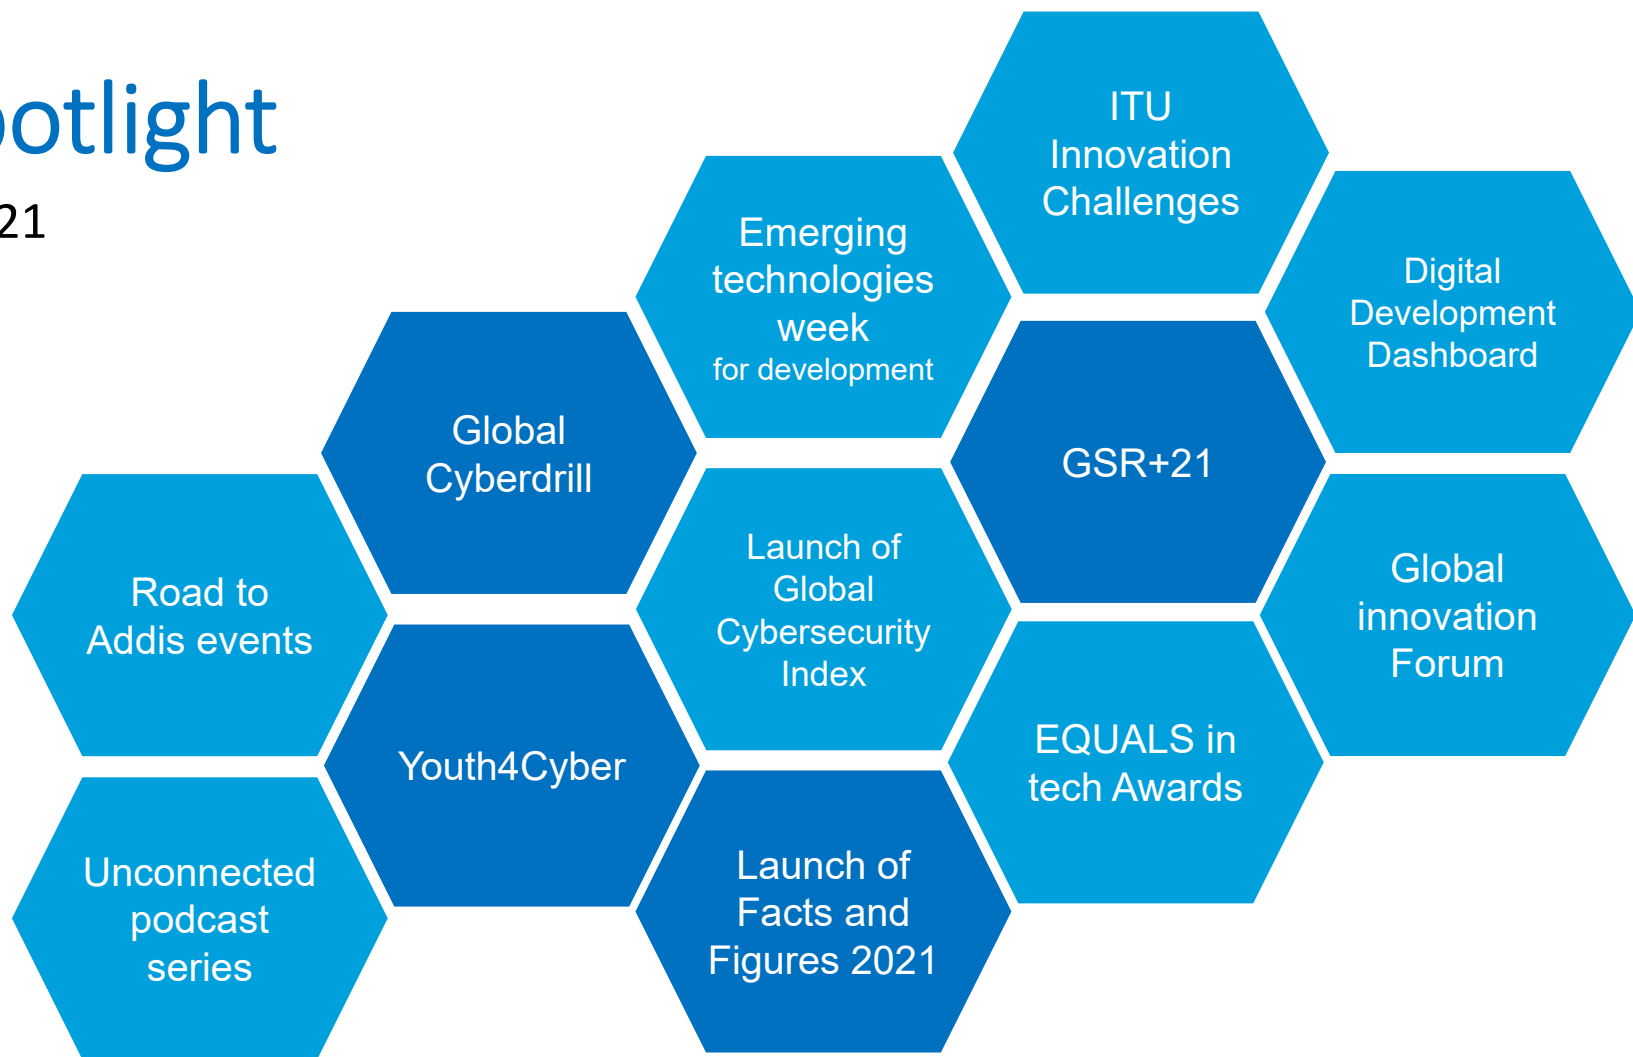 potlight
21
ITU
Innovation
Challenges
Emerging
technologies
week
for development
Digital
Development
Dashboard
Global
Cyberdrill
GSR+21
Road to
Addis events
Launch of
Global
Cybersecurity
Index
Global
innovation
Forum
Youth4Cyber
EQUALS in
tech Awards
Unconnected
podcast
series
Launch of
Facts and
Figures 2021